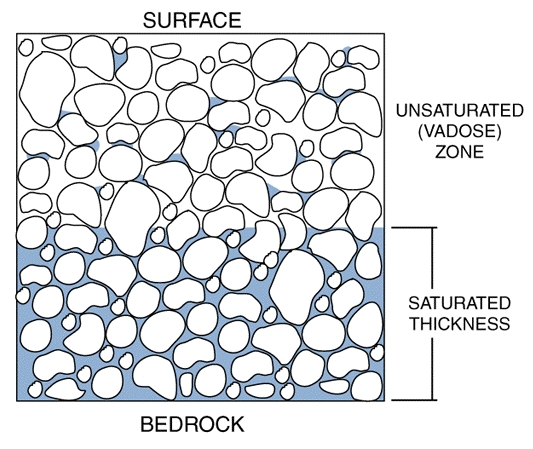 SURFACE
UNSATURATED
(VADOSE)
ZONE
SATURATED
THICKNESS
BEDROCK